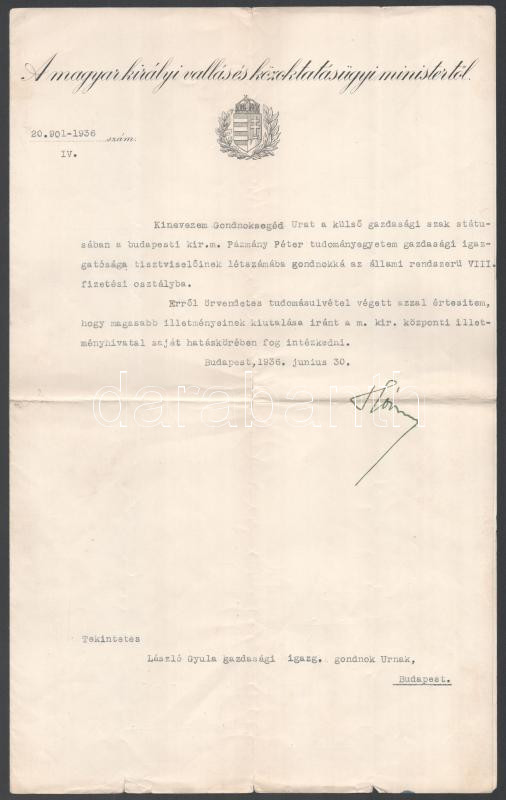 A magyar királyi vallás és közoktatásügyi ministertől.
20.901-1936 szám.
IV.
Kinevezem Gondnoksegéd Urat a külső gazdasági szak státu-
sában a budapesti kir.m. Pázmány Péter tudományegyetem gazdasági igaz-
gatósága tisztviselőinek létszámába gondnokká az állami rendszerű VIII.
fizetési osztályba.
Erről örvendetes tudomásulvétel végett azzal értesitem,
hogy magasabb illetményeinek kiutalása iránt a m. kir. központi illet-
ményhivatal saját hatáskörében fog intézkedni.
Budapest,1936. junius 30.
darabanth.com
Tekintetes
László Gyula gazdasági igazg. gondnok Urnak,
Budapest.